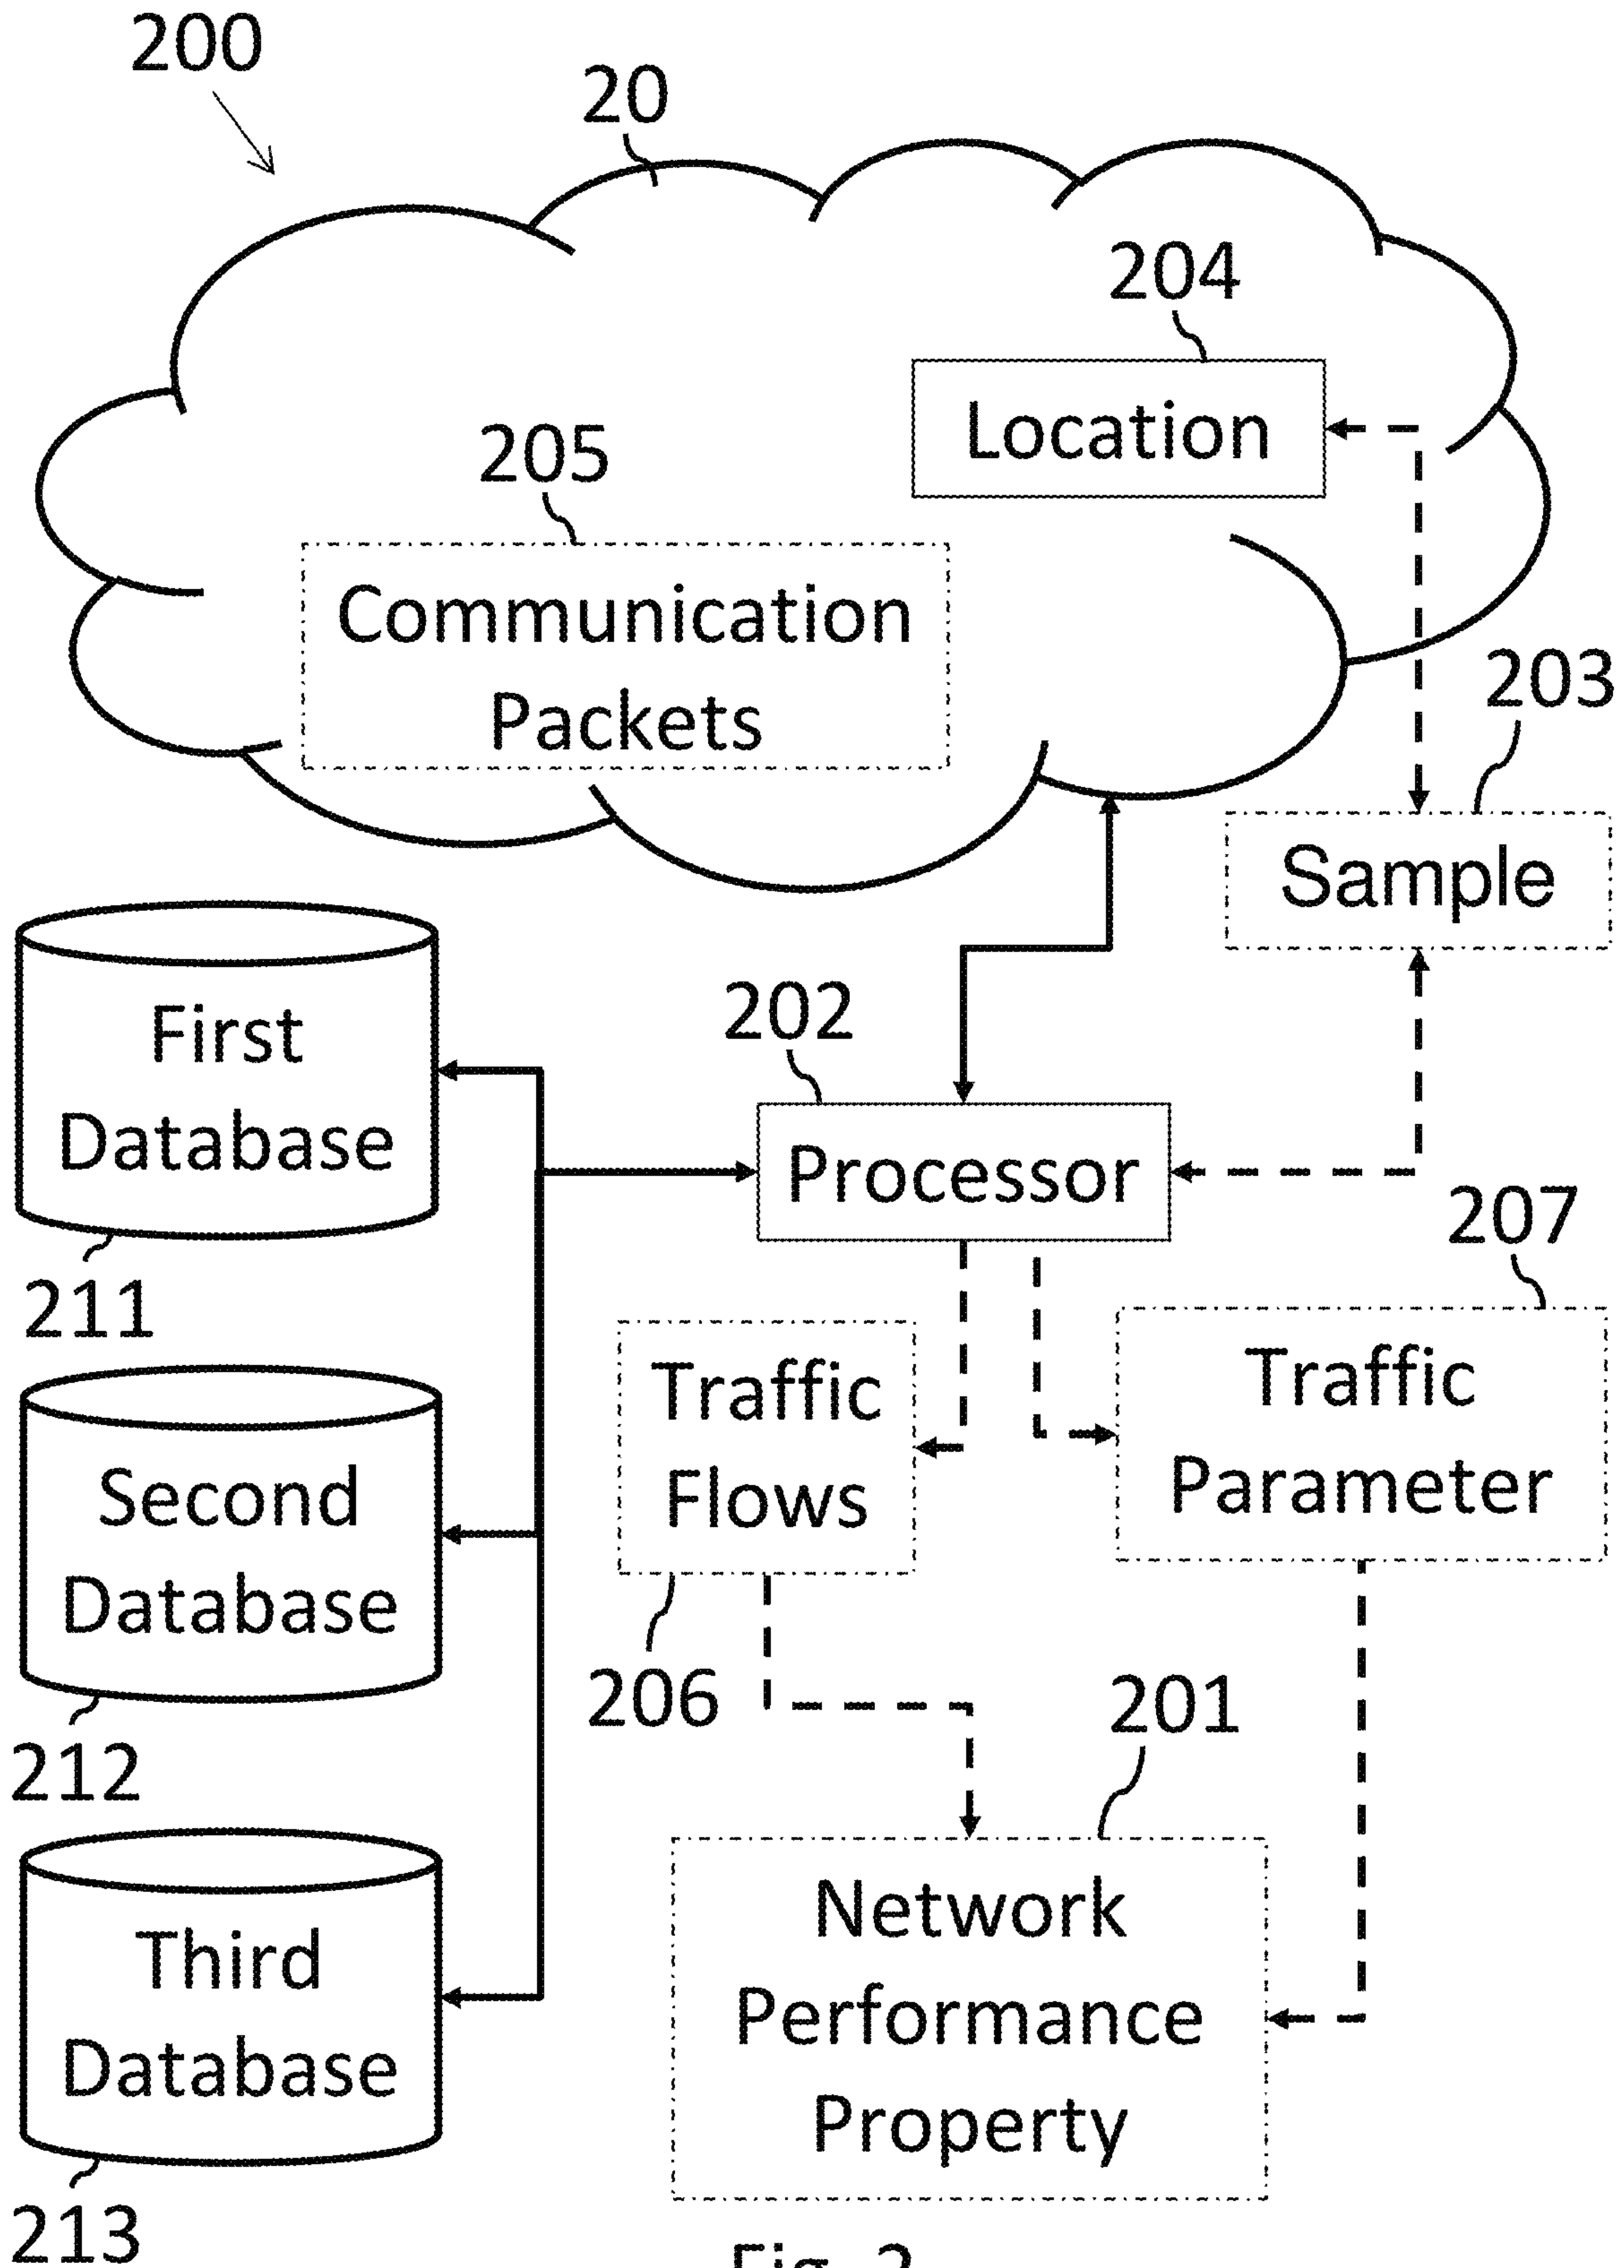 200
20
204
Location
205
Communication
Packets
203
Sample
First
Database
211
202
Processor
207
Traffic
Flows
206
Traffic
Parameter
Second
Database
212
201
Network
Performance
Property
Third
Database
213